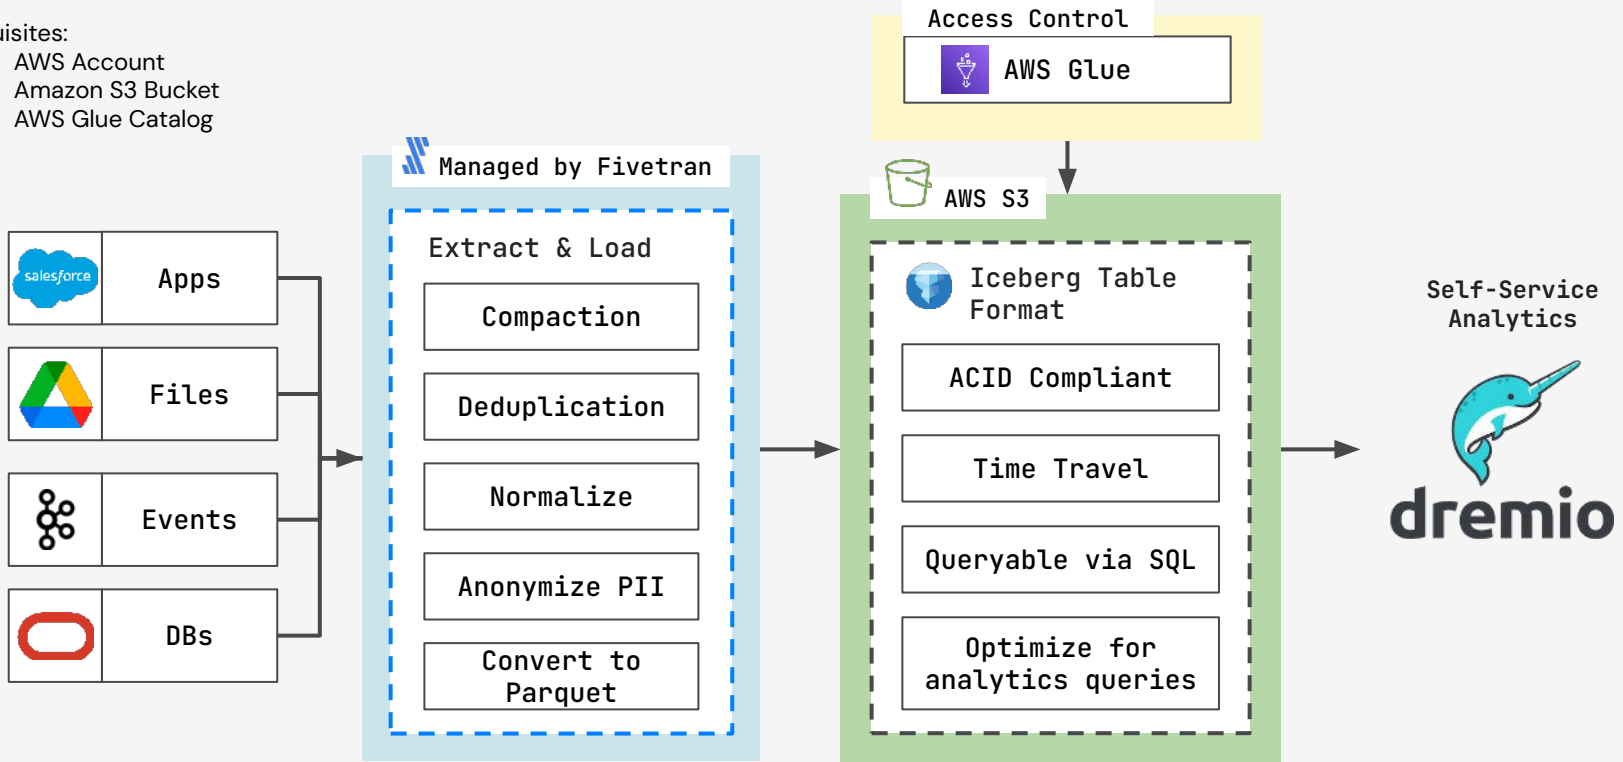 uisites:
AWS Account
Amazon S3 Bucket
AWS Glue Catalog
Access Control
AWS Glue
Managed by Fivetran
Extract & Load
Compaction
Deduplication
Normalize
Anonymize PII
Convert to
Parquet
salesforce
Apps
Files
Events
DBs
AWS S3
Iceberg Table
Format
ACID Compliant
Time Travel
Queryable via SQL
Optimize for
analytics queries
Self-Service
Analytics
dremio